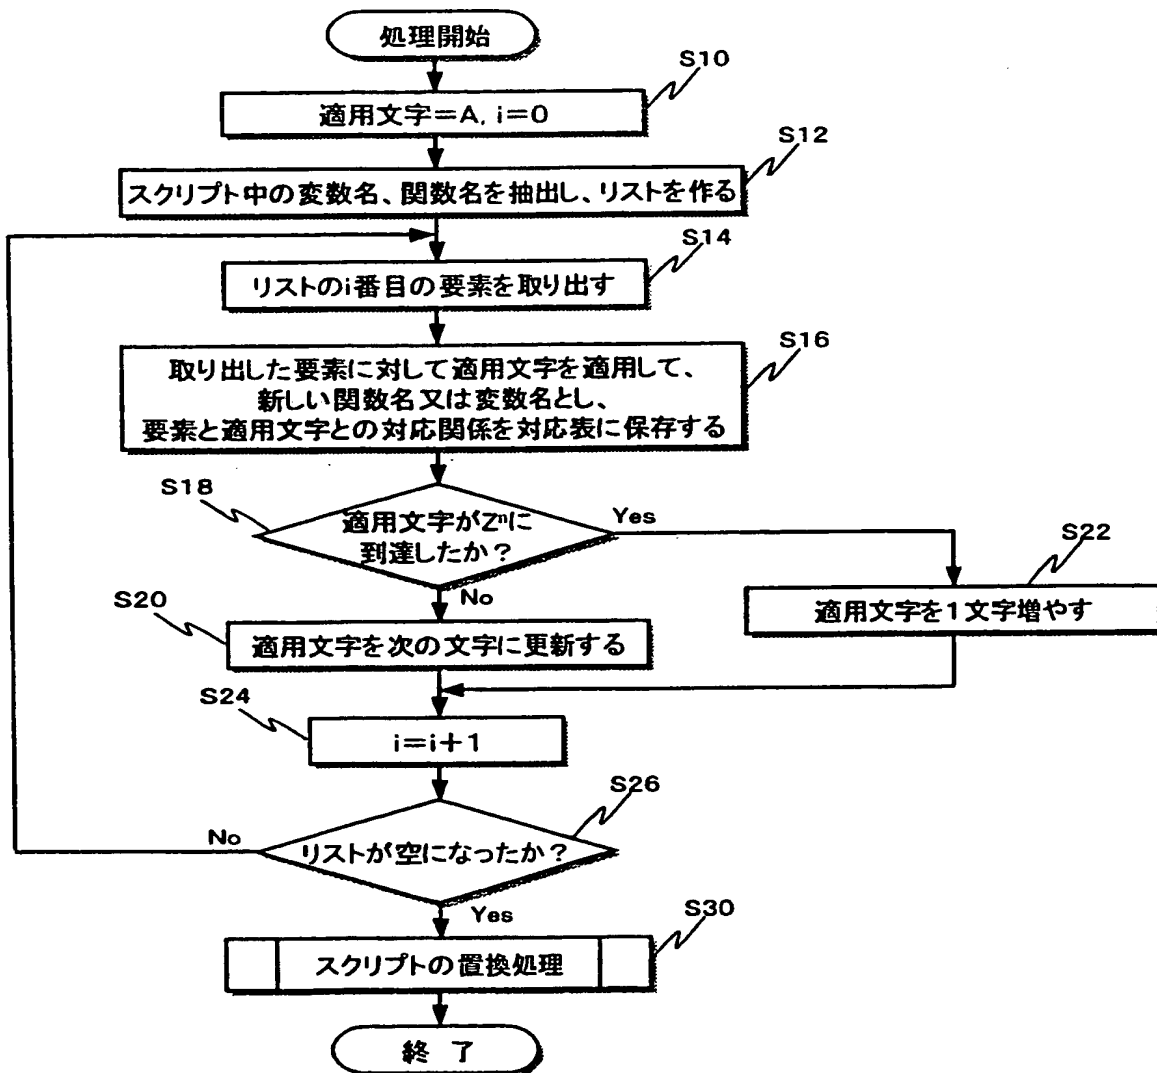 処理開始
S10
適用文字=A, i=0
S12
スクリプト中の変数名、関数名を抽出し、リストを作る
S14
リストのi番目の要素を取り出す
S16
取り出した要素に対して適用文字を適用して、
新しい関数名又は変数名とし、
要素と適用文字との対応関係を対応表に保存する
S18
適用文字がZⁿに
到達したか?
Yes
No
S22
適用文字を1文字増やす
S20
適用文字を次の文字に更新する
S24
i=i+1
S26
リストが空になったか?
No
Yes
S30
スクリプトの置換処理
終了